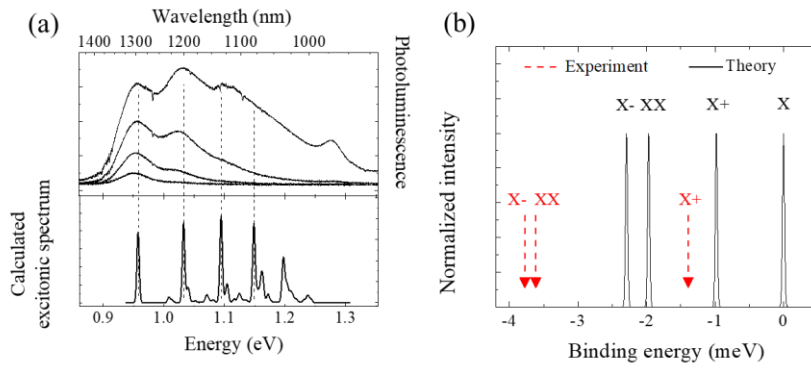 (a)
Wavelength (nm)
1400 1300 1200 1100 1000
Photoluminescence
Calculated
excitonic spectrum
0.9 1.0 1.1 1.2 1.3
Energy (eV)
(b)
Experiment Theory
X- XX X+ X
X- XX X+
Normalized intensity
-4 -3 -2 -1 0
Binding energy (meV)